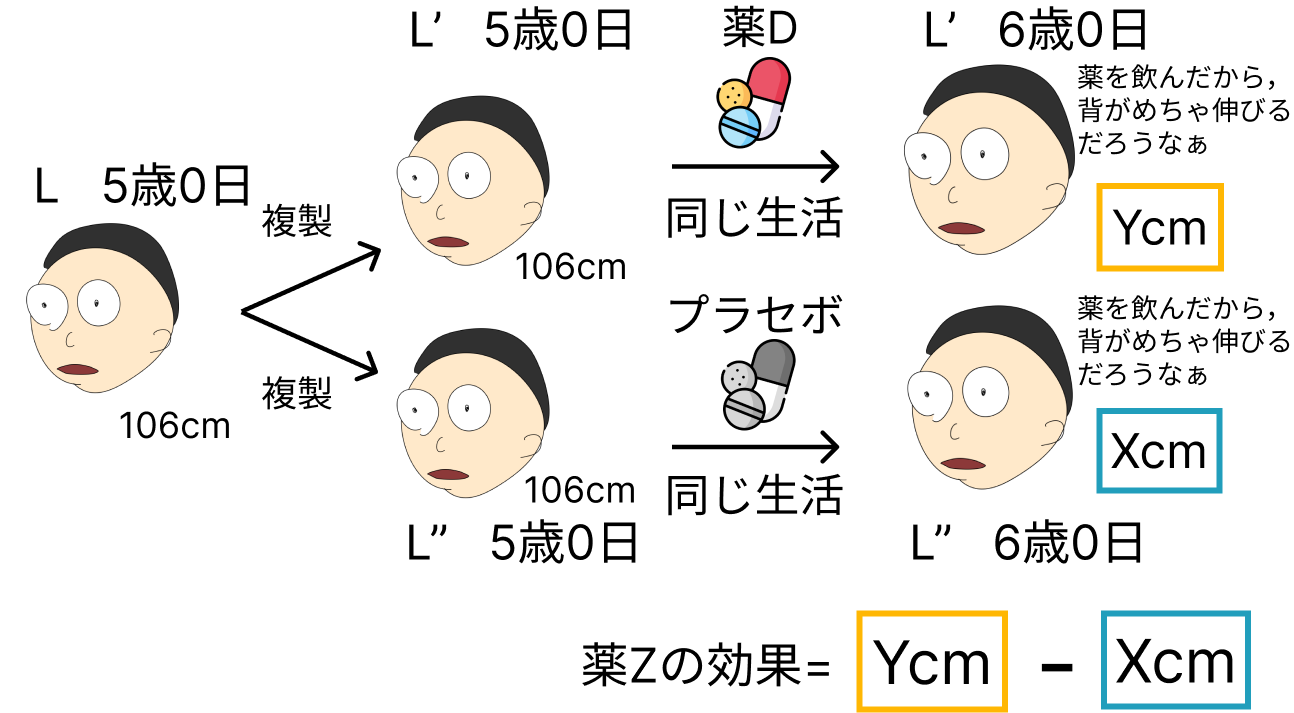 L 5歳0日
106cm
複製
複製
L’ 5歳0日
106cm
106cm
L” 5歳0日
薬D
同じ生活
プラセボ
同じ生活
L’ 6歳0日
薬を飲んだから，
背がめちゃ伸びる
だろうなぁ
Ycm
薬を飲んだから，
背がめちゃ伸びる
だろうなぁ
Xcm
L” 6歳0日
薬Zの効果= Ycm － Xcm